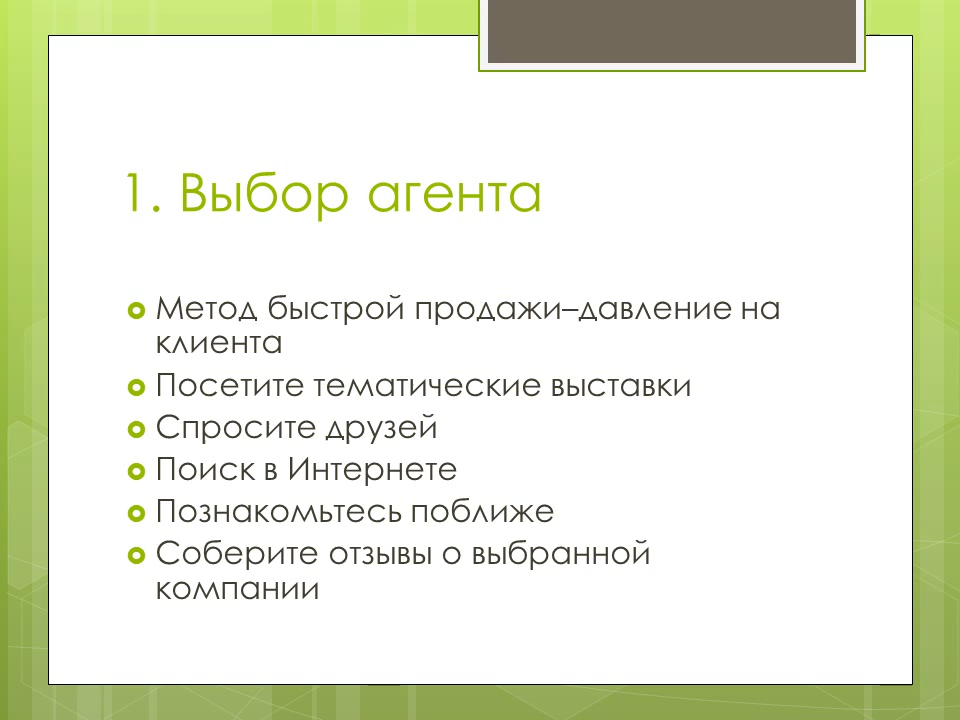 1. Выбор агента
Метод быстрой продажи–давление на
клиента
Посетите тематические выставки
Спросите друзей
Поиск в Интернете
Познакомьтесь поближе
Соберите отзывы о выбранной
компании